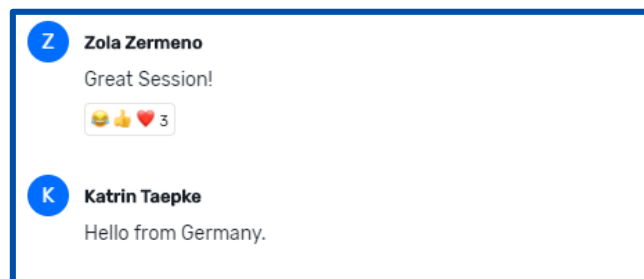 Z
Zola Zermeno
Great Session!
😂👍❤️ 3
K
Katrin Taepke
Hello from Germany.